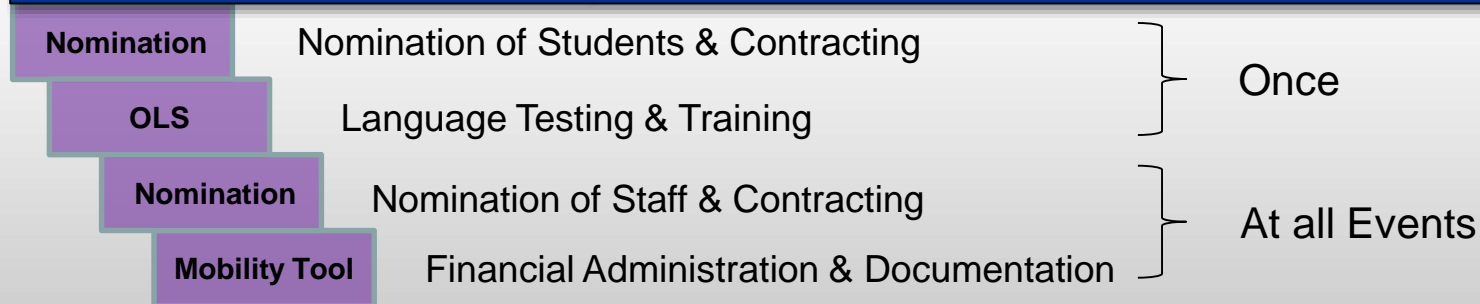 Nomination Nomination of Students & Contracting
Once
OLS Language Testing & Training
Nomination Nomination of Staff & Contracting
At all Events
Mobility Tool Financial Administration & Documentation